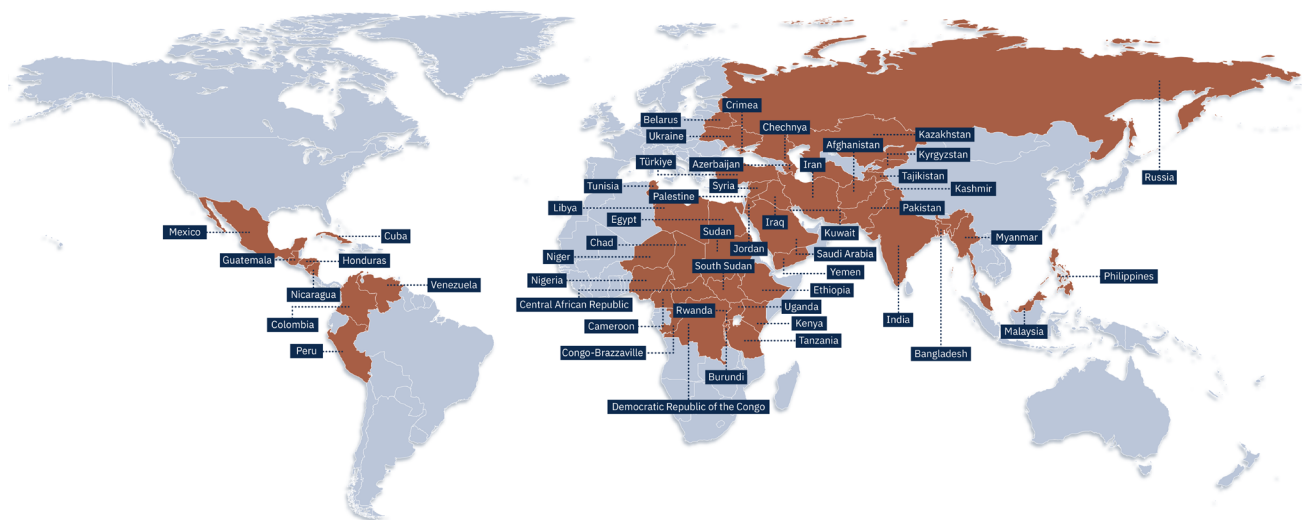 Crimea
Belarus
Chechnya
Ukraine
Kazakhstan
Afghanistan
Kyrgyzstan
Türkiye
Azerbaijan
Iran
Tajikistan
Russia
Tunisia
Syria
Kashmir
Palestine
Libya
Pakistan
Egypt
Iraq
Mexico
Sudan
Kuwait
Cuba
Myanmar
Chad
Jordan
Saudi Arabia
Niger
Guatemala
Honduras
South Sudan
Yemen
Philippines
Nigeria
Venezuela
Ethiopia
Nicaragua
Central African Republic
Uganda
Rwanda
India
Colombia
Cameroon
Kenya
Malaysia
Tanzania
Peru
Congo-Brazzaville
Bangladesh
Burundi
Democratic Republic of the Congo